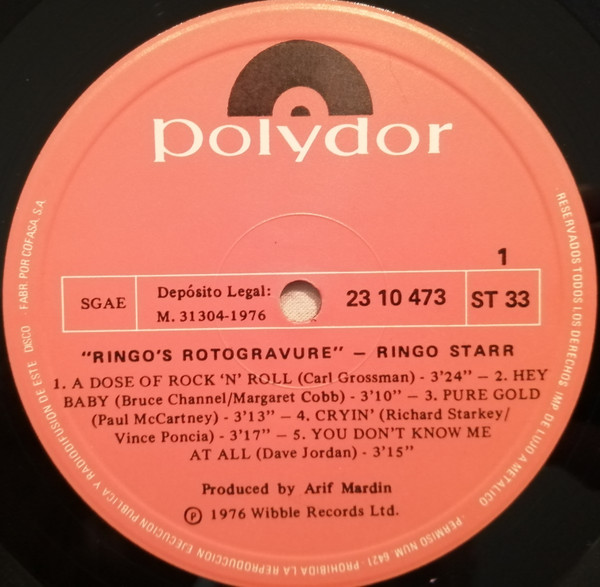 polydor
1
SGAE
Depósito Legal:
M. 31304-1976
23 10 473
ST 33
"RINGO'S ROTOGRAVURE" – RINGO STARR
1. A DOSE OF ROCK 'N' ROLL (Carl Grossman) - 3'24" – 2. HEY
BABY (Bruce Channel/Margaret Cobb) - 3'10" – 3. PURE GOLD
(Paul McCartney) - 3'13" – 4. CRYIN' (Richard Starkey/
Vince Poncia) - 3'17" – 5. YOU DON'T KNOW ME
AT ALL (Dave Jordan) - 3'15"
Produced by Arif Mardin
Ⓟ 1976 Wibble Records Ltd.
RESERVADOS TODOS LOS DERECHOS. IMP. DE LUJO A METALICO - PERMISO NUM. 6421 - PROHIBIDA LA REPRODUCCION EJECUCION PUBLICA Y RADIODIFUSION DE ESTE DISCO FABR. POR COFASA, S.A.